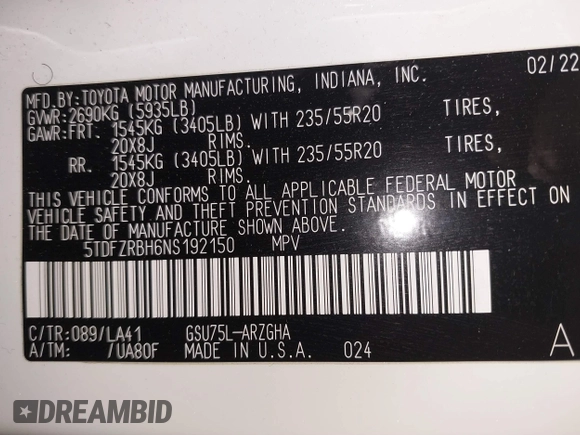 MFD.BY:TOYOTA MOTOR MANUFACTURING, INDIANA, INC. 02/22
GVWR:2690KG (5935LB)
GAWR:FRT. 1545KG (3405LB) WITH 235/55R20 TIRES,
20X8J RIMS.
RR. 1545KG (3405LB) WITH 235/55R20 TIRES,
20X8J RIMS.
THIS VEHICLE CONFORMS TO ALL APPLICABLE FEDERAL MOTOR
VEHICLE SAFETY AND THEFT PREVENTION STANDARDS IN EFFECT ON
THE DATE OF MANUFACTURE SHOWN ABOVE.
5TDFZRBH6NS192150 MPV
C/TR:089/LA41 GSU75L-ARZGHA
A/TM: /UA80F MADE IN U.S.A. 024 A
DREAMBID